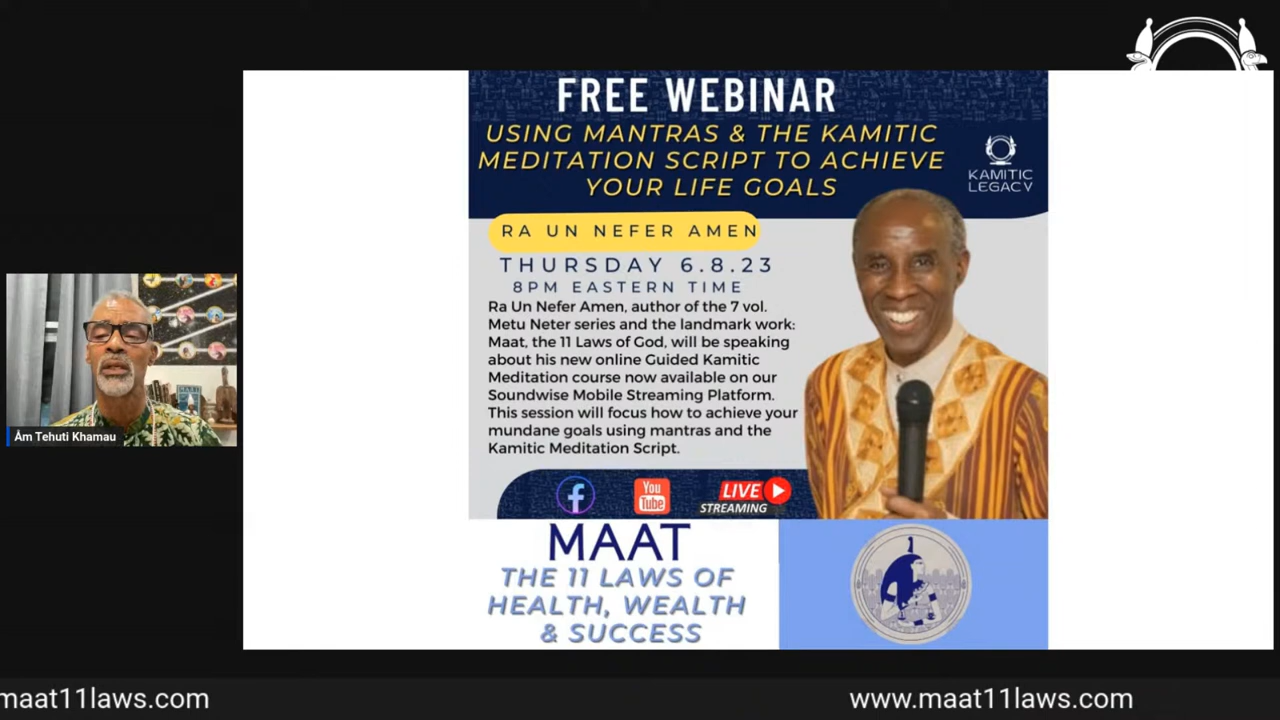 FREE WEBINAR
USING MANTRAS & THE KAMITIC
MEDITATION SCRIPT TO ACHIEVE
YOUR LIFE GOALS
KAMITIC
LEGACY
RA UN NEFER AMEN
THURSDAY 6.8.23
8PM EASTERN TIME
Ra Un Nefer Amen, author of the 7 vol.
Metu Neter series and the landmark work:
Maat, the 11 Laws of God, will be speaking
about his new online Guided Kamitic
Meditation course now available on our
Soundwise Mobile Streaming Platform.
This session will focus how to achieve your
mundane goals using mantras and the
Kamitic Meditation Script.
f
You
Tube
LIVE
STREAMING
MAAT
THE 11 LAWS OF
HEALTH, WEALTH
& SUCCESS
Åm Tehuti Khamau
maat11laws.com
www.maat11laws.com